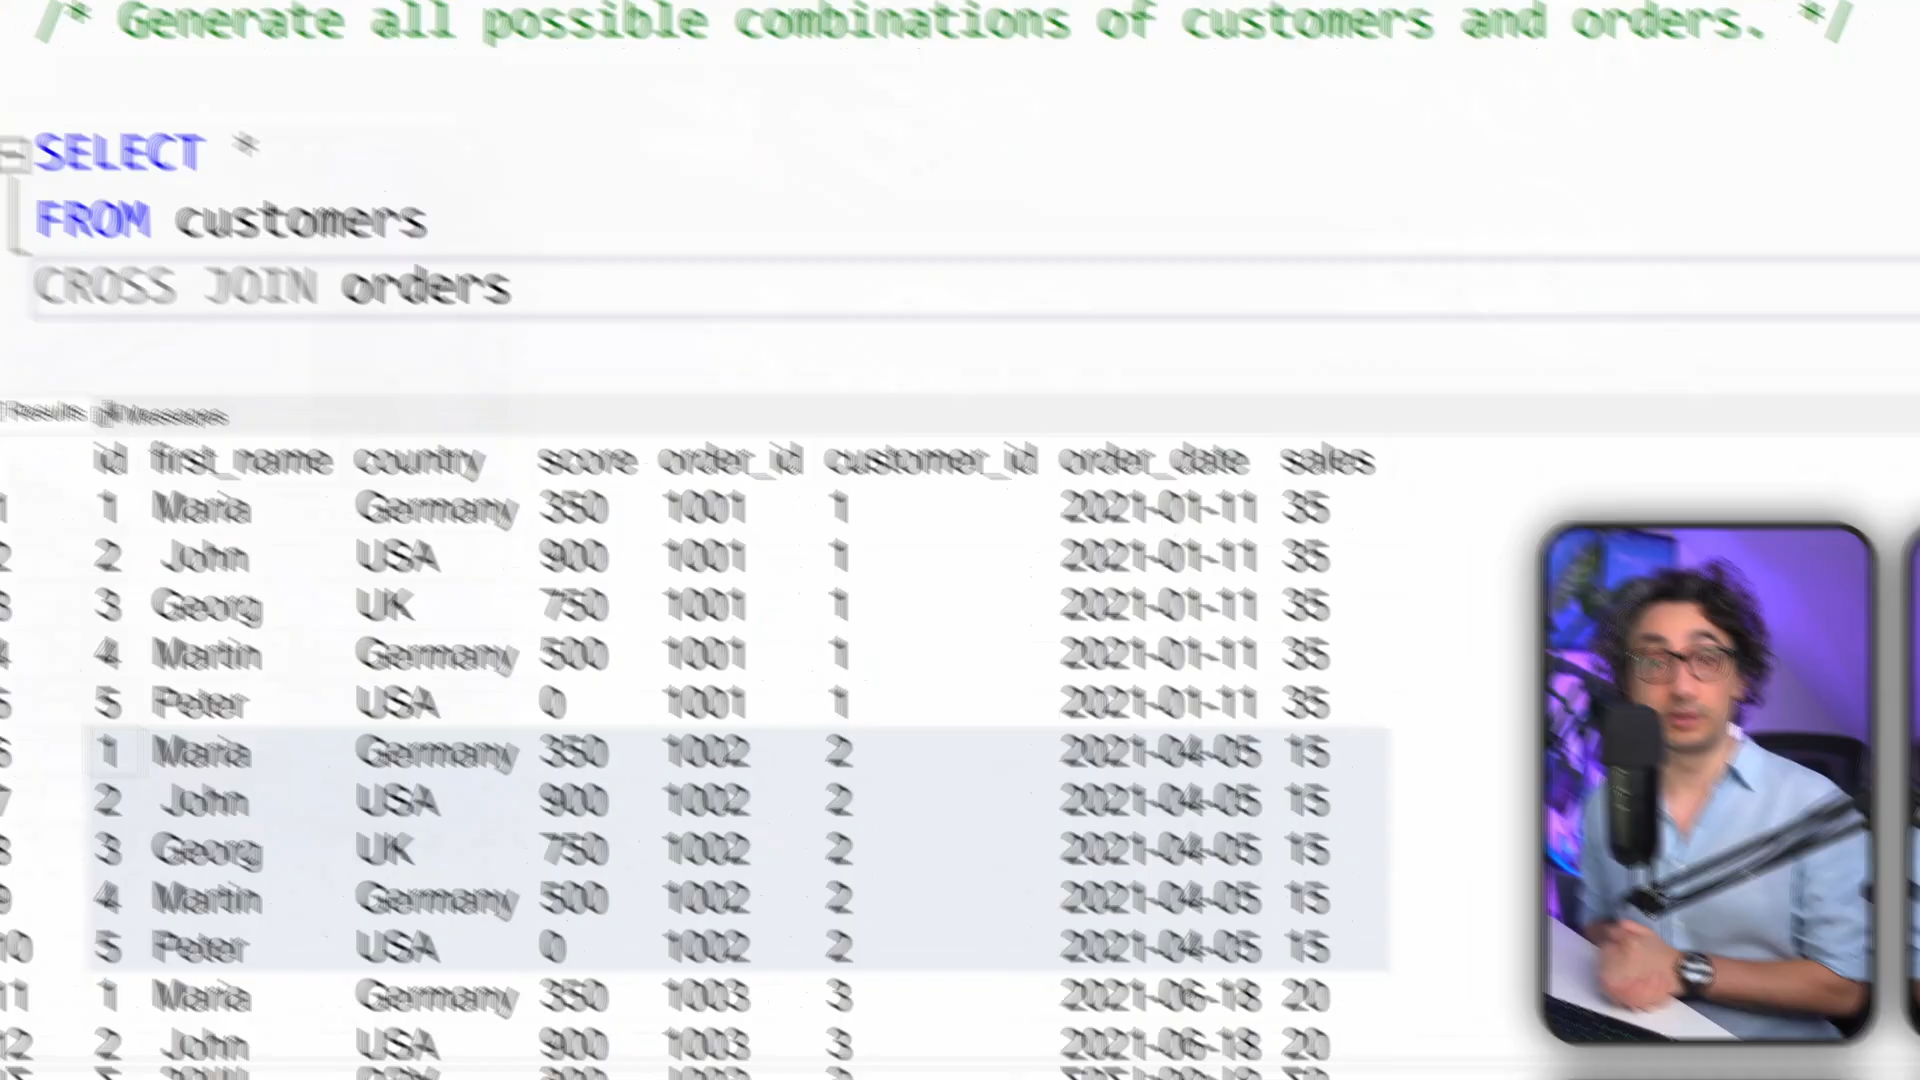 /* Generate all possible combinations of customers and orders. */
SELECT *
FROM customers
CROSS JOIN orders
Results Messages
id first_name country score order_id customer_id order_date sales
1 1 Maria Germany 350 1001 1 2021-01-11 35
2 2 John USA 900 1001 1 2021-01-11 35
3 3 Georg UK 750 1001 1 2021-01-11 35
4 4 Martin Germany 500 1001 1 2021-01-11 35
5 5 Peter USA 0 1001 1 2021-01-11 35
6 1 Maria Germany 350 1002 2 2021-04-05 15
7 2 John USA 900 1002 2 2021-04-05 15
8 3 Georg UK 750 1002 2 2021-04-05 15
9 4 Martin Germany 500 1002 2 2021-04-05 15
10 5 Peter USA 0 1002 2 2021-04-05 15
11 1 Maria Germany 350 1003 3 2021-06-18 20
12 2 John USA 900 1003 3 2021-06-18 20